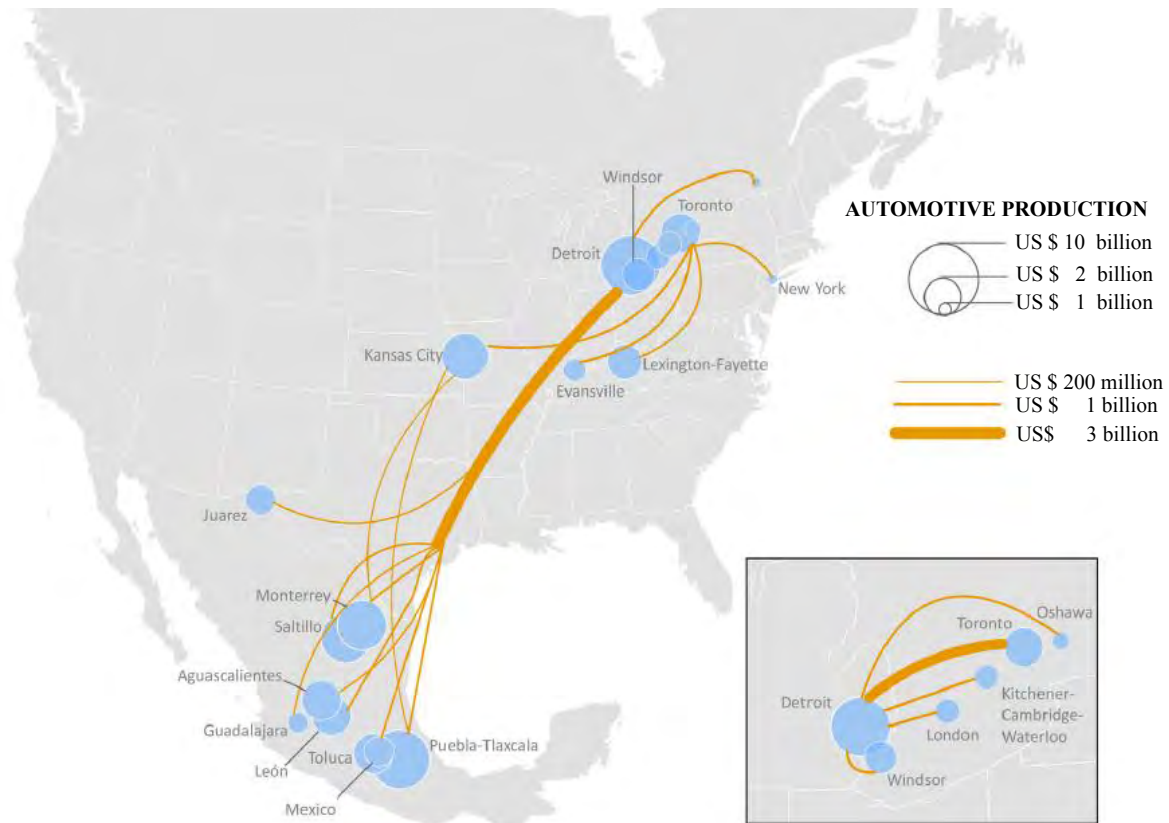 Windsor
Toronto
Detroit
New York
Kansas City
Lexington-Fayette
Evansville
Juarez
Monterrey
Saltillo
Aguascalientes
Guadalajara
León
Toluca
Mexico
Puebla-Tlaxcala
AUTOMOTIVE PRODUCTION
US $ 10 billion
US $ 2 billion
US $ 1 billion
US $ 200 million
US $ 1 billion
US$ 3 billion
Oshawa
Toronto
Detroit
Kitchener-
Cambridge-
Waterloo
London
Windsor